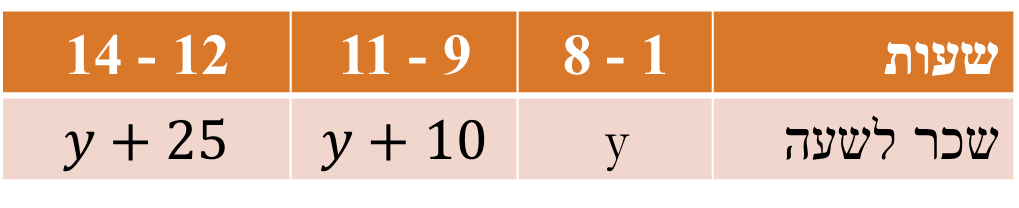 שעות 1 - 8 9 - 11 12 - 14
שכר לשעה y y + 10 y + 25